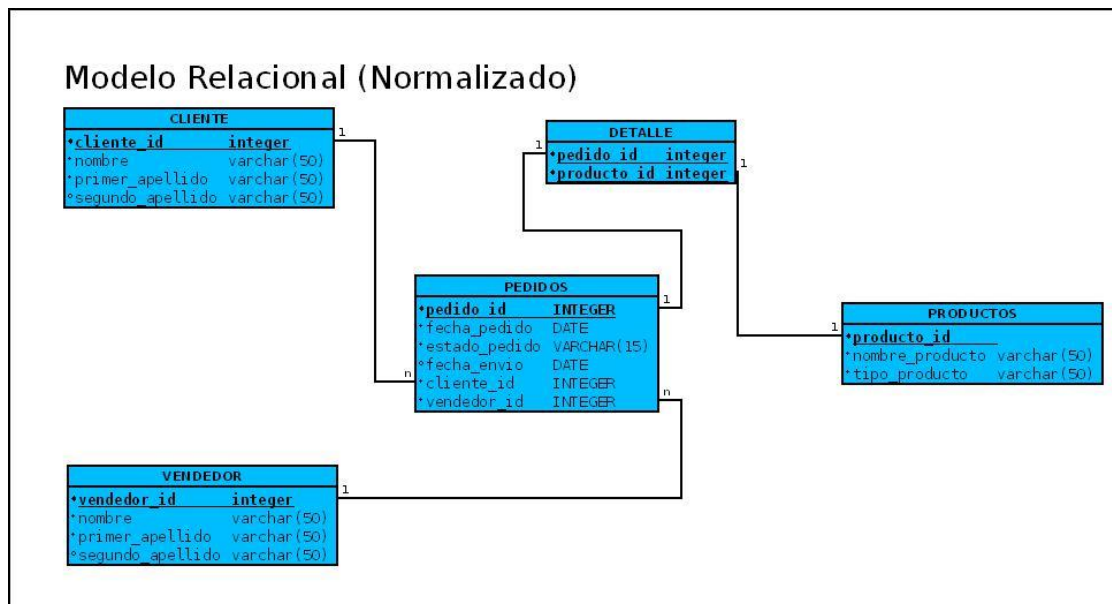 Modelo Relacional (Normalizado)
CLIENTE
cliente_id integer
nombre varchar(50)
primer_apellido varchar(50)
segundo_apellido varchar(50)
1
n
DETALLE
pedido_id integer
producto_id integer
1
1
PEDIDOS
pedido_id INTEGER
fecha_pedido DATE
estado_pedido VARCHAR(15)
fecha_envio DATE
cliente_id INTEGER
vendedor_id INTEGER
1
n
PRODUCTOS
producto_id
nombre_producto varchar(50)
tipo_producto varchar(50)
1
VENDEDOR
vendedor_id integer
nombre varchar(50)
primer_apellido varchar(50)
segundo_apellido varchar(50)
1